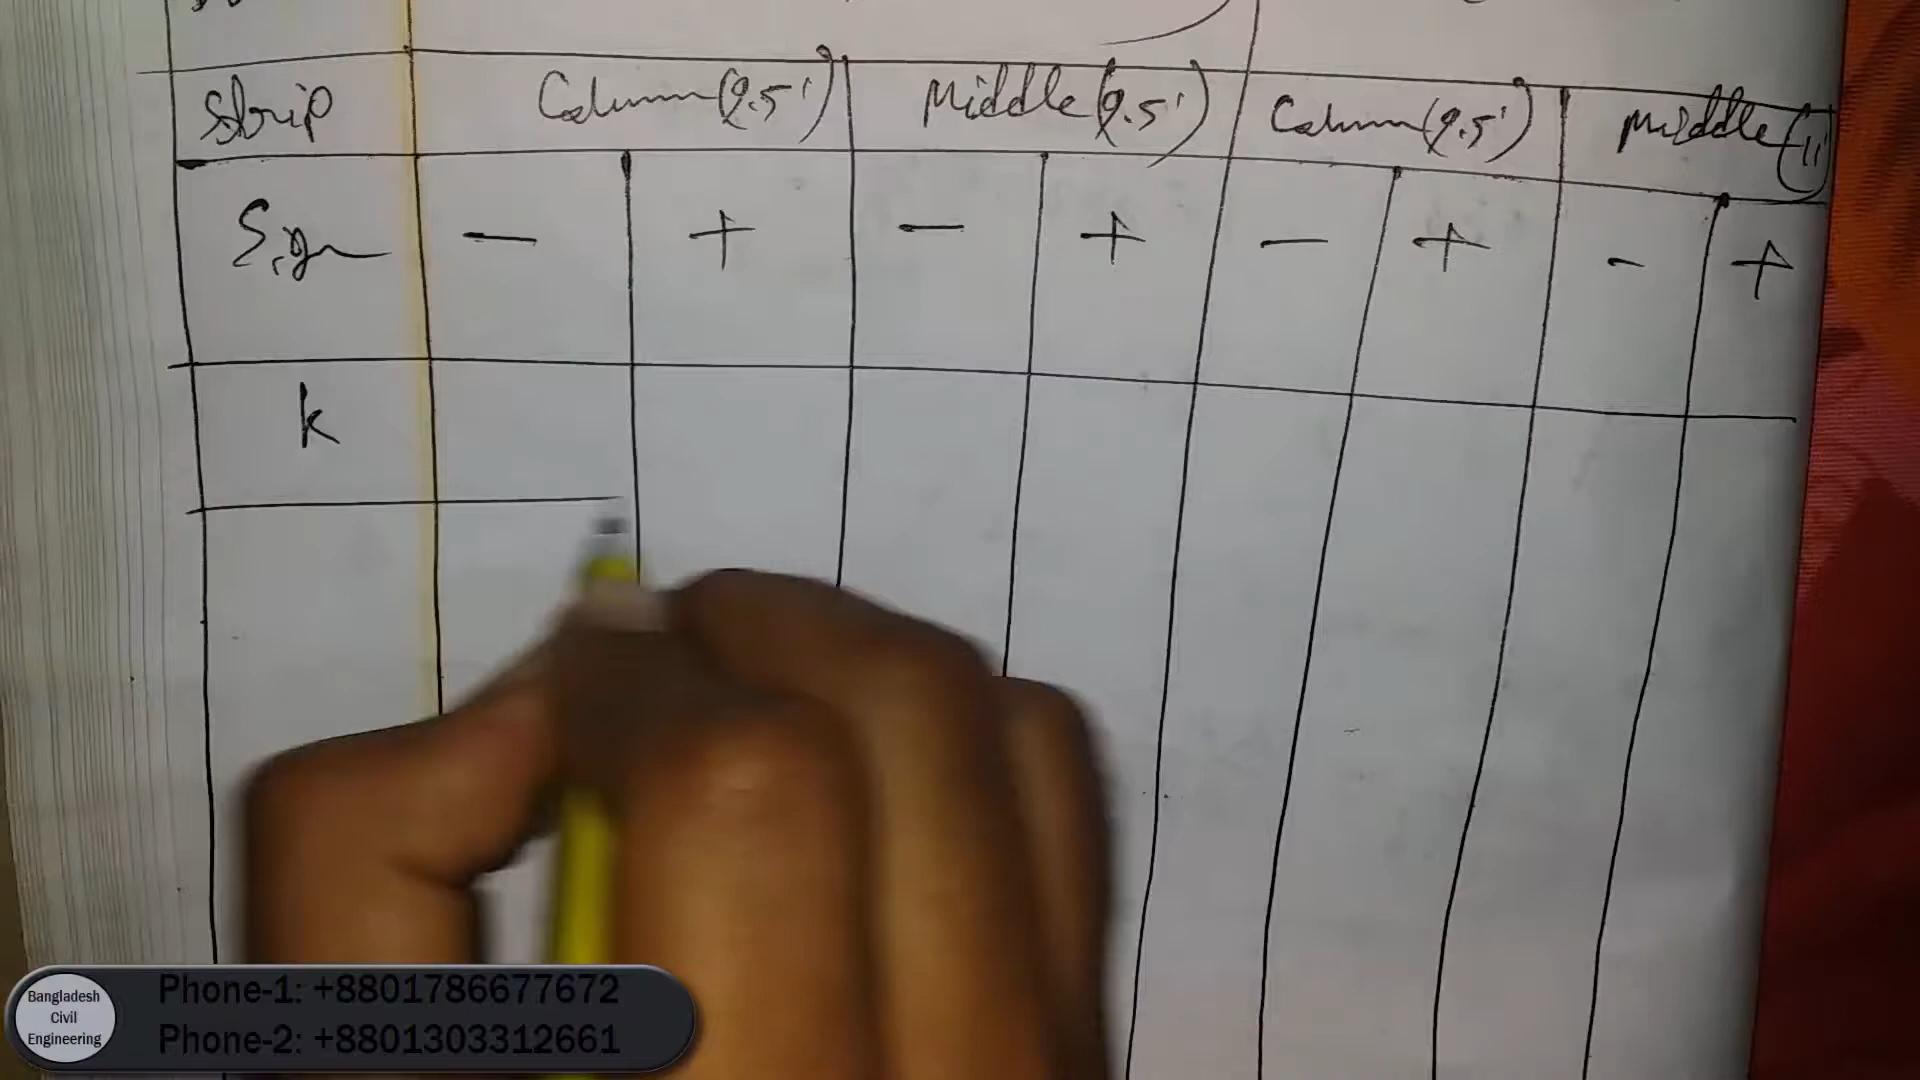 Strip Column (9.5') Middle (9.5') Column (9.5') Middle (11
Sign - + - + - + - +
k
Bangladesh
Civil
Engineering
Phone-1: +8801786677672
Phone-2: +8801303312661